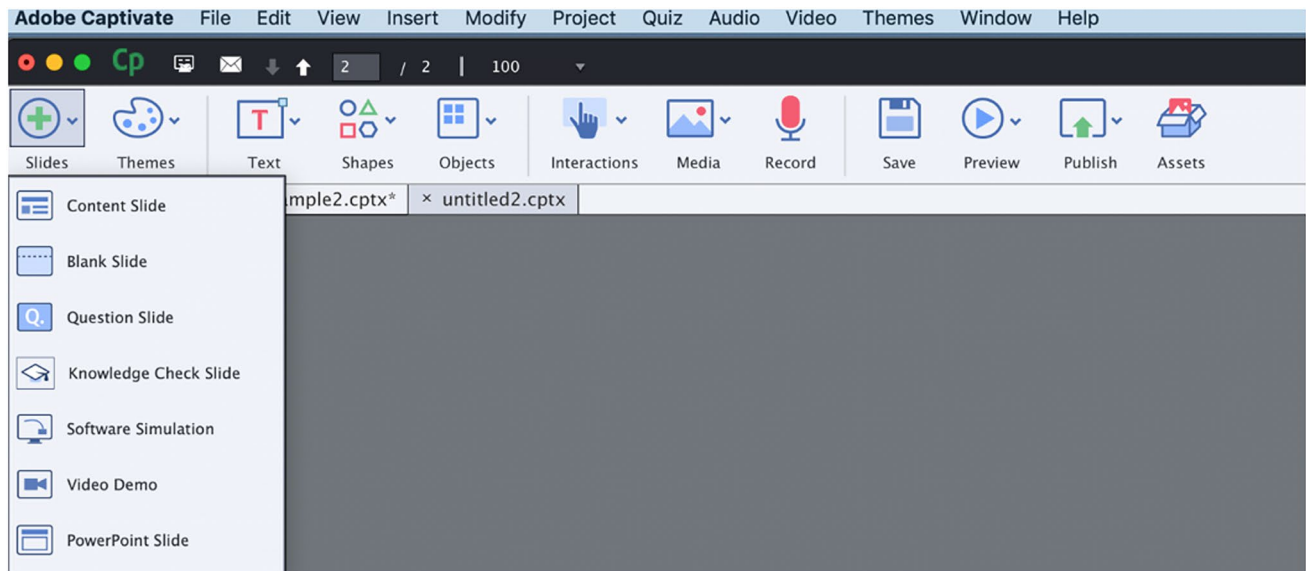 Adobe Captivate File Edit View Insert Modify Project Quiz Audio Video Themes Window Help
Cp 2 / 2 | 100
Slides Themes Text Shapes Objects Interactions Media Record Save Preview Publish Assets
mple2.cptx* × untitled2.cptx
Content Slide
Blank Slide
Q. Question Slide
Knowledge Check Slide
Software Simulation
Video Demo
PowerPoint Slide